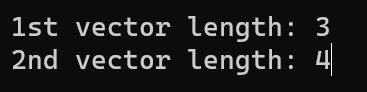 1st vector length: 3
2nd vector length: 4